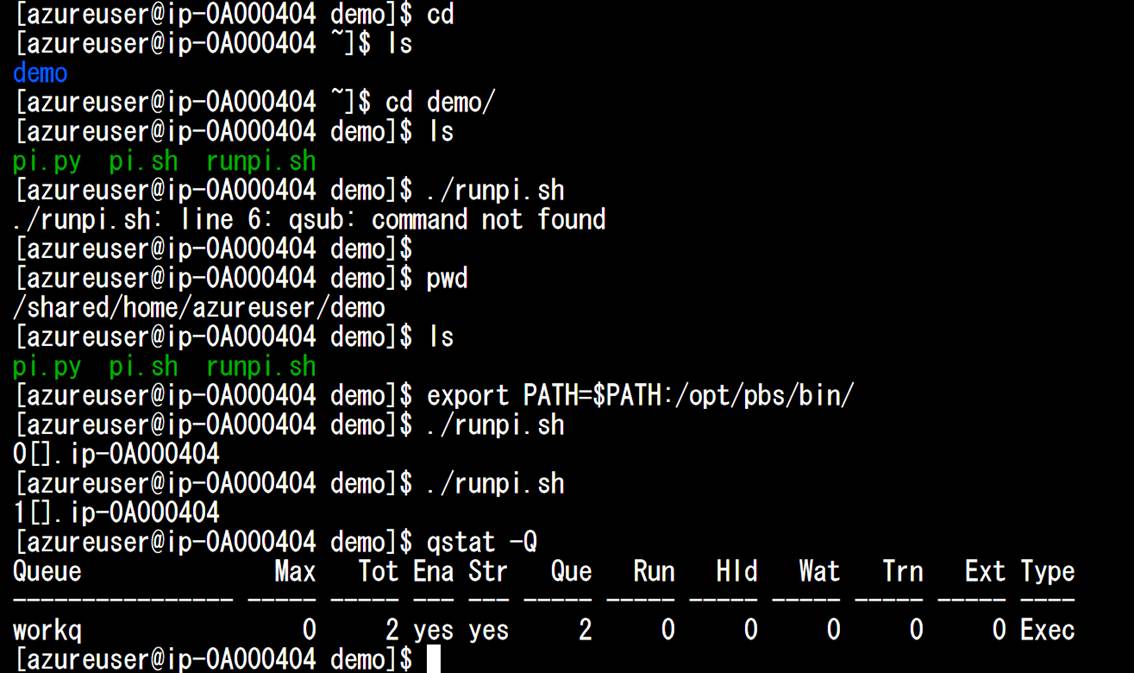 [azureuser@ip-0A000404 demo]$ cd
[azureuser@ip-0A000404 ~]$ ls
demo
[azureuser@ip-0A000404 ~]$ cd demo/
[azureuser@ip-0A000404 demo]$ ls
pi.py  pi.sh  runpi.sh
[azureuser@ip-0A000404 demo]$ ./runpi.sh
./runpi.sh: line 6: qsub: command not found
[azureuser@ip-0A000404 demo]$
[azureuser@ip-0A000404 demo]$ pwd
/shared/home/azureuser/demo
[azureuser@ip-0A000404 demo]$ ls
pi.py  pi.sh  runpi.sh
[azureuser@ip-0A000404 demo]$ export PATH=$PATH:/opt/pbs/bin/
[azureuser@ip-0A000404 demo]$ ./runpi.sh
0[].ip-0A000404
[azureuser@ip-0A000404 demo]$ ./runpi.sh
1[].ip-0A000404
[azureuser@ip-0A000404 demo]$ qstat -Q
Queue              Max   Tot Ena Str   Que   Run   Hld   Wat   Trn   Ext Type
---------------- ----- ----- --- --- ----- ----- ----- ----- ----- ----- ----
workq                0     2 yes yes     2     0     0     0     0     0 Exec
[azureuser@ip-0A000404 demo]$